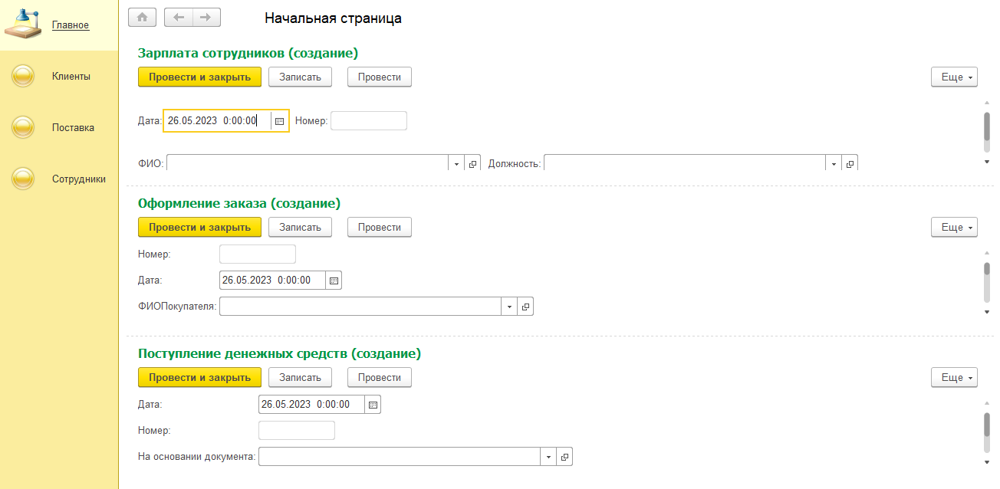 Главное
Клиенты
Поставка
Сотрудники
Начальная страница
Зарплата сотрудников (создание)
Провести и закрыть Записать Провести Еще
Дата: 26.05.2023 0:00:00 Номер:
ФИО: Должность:
Оформление заказа (создание)
Провести и закрыть Записать Провести Еще
Номер:
Дата: 26.05.2023 0:00:00
ФИОПокупателя:
Поступление денежных средств (создание)
Провести и закрыть Записать Провести Еще
Дата: 26.05.2023 0:00:00
Номер:
На основании документа: